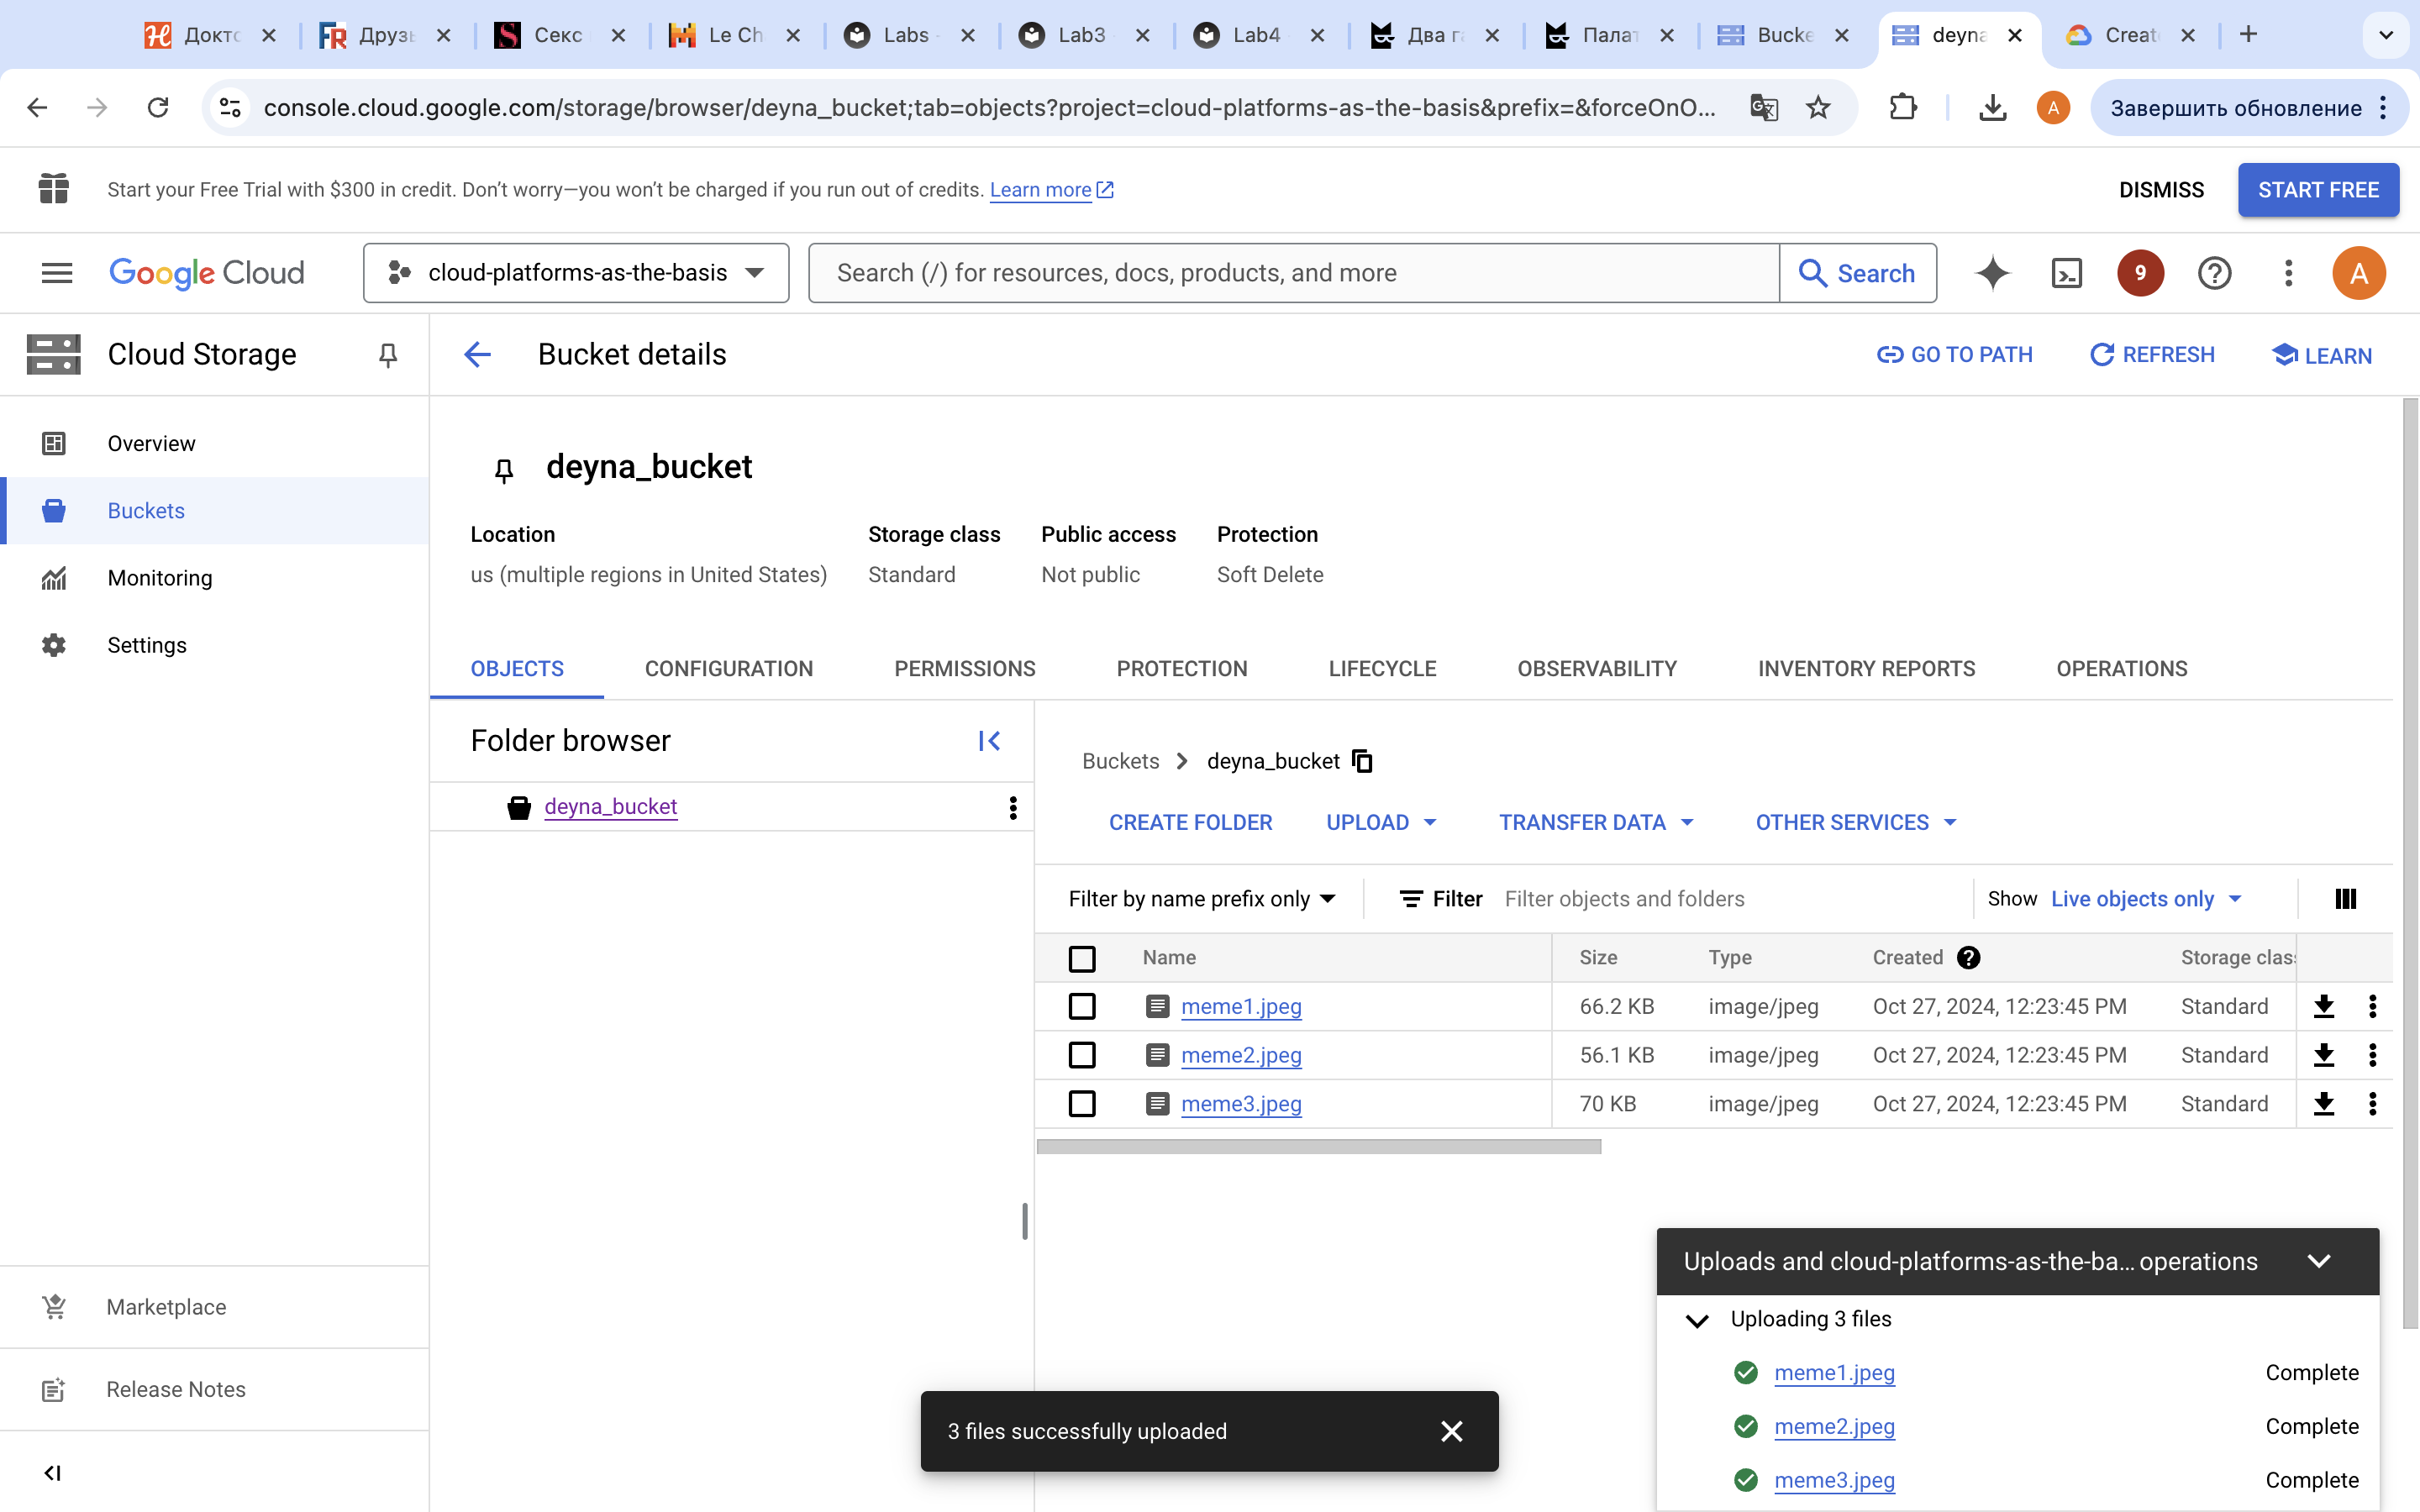 Докто
Друзь
Секс
Le Ch
Labs -
Lab3
Lab4
Два га
Палат
Bucke
deyna
Creat
console.cloud.google.com/storage/browser/deyna_bucket;tab=objects?project=cloud-platforms-as-the-basis&prefix=&forceOnO...
A
Завершить обновление
Start your Free Trial with $300 in credit. Don’t worry—you won’t be charged if you run out of credits. Learn more
DISMISS
START FREE
Google Cloud
cloud-platforms-as-the-basis
Search (/) for resources, docs, products, and more
Search
9
A
Cloud Storage
Bucket details
GO TO PATH
REFRESH
LEARN
Overview
Buckets
Monitoring
Settings
Marketplace
Release Notes
deyna_bucket
Location
Storage class
Public access
Protection
us (multiple regions in United States)
Standard
Not public
Soft Delete
OBJECTS
CONFIGURATION
PERMISSIONS
PROTECTION
LIFECYCLE
OBSERVABILITY
INVENTORY REPORTS
OPERATIONS
Folder browser
deyna_bucket
Buckets > deyna_bucket
CREATE FOLDER
UPLOAD
TRANSFER DATA
OTHER SERVICES
Filter by name prefix only
Filter
Filter objects and folders
Show Live objects only
Name Size Type Created Storage clas
meme1.jpeg 66.2 KB image/jpeg Oct 27, 2024, 12:23:45 PM Standard
meme2.jpeg 56.1 KB image/jpeg Oct 27, 2024, 12:23:45 PM Standard
meme3.jpeg 70 KB image/jpeg Oct 27, 2024, 12:23:45 PM Standard
Uploads and cloud-platforms-as-the-ba... operations
Uploading 3 files
meme1.jpeg Complete
meme2.jpeg Complete
meme3.jpeg Complete
3 files successfully uploaded